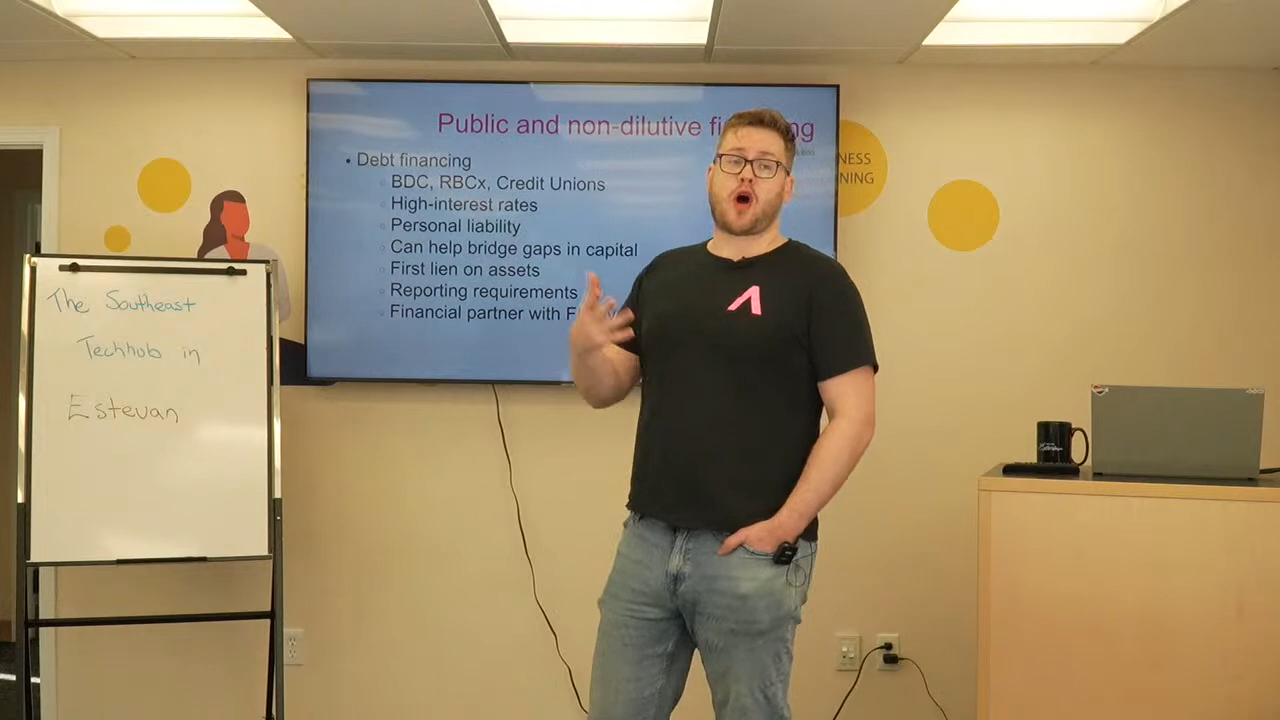 Public and non-dilutive fi ng
• Debt financing
◦ BDC, RBCx, Credit Unions
◦ High-interest rates
◦ Personal liability
◦ Can help bridge gaps in capital
◦ First lien on assets
◦ Reporting requirements
◦ Financial partner with F
NESS
NING
The Southeast
Techhub in
Estevan